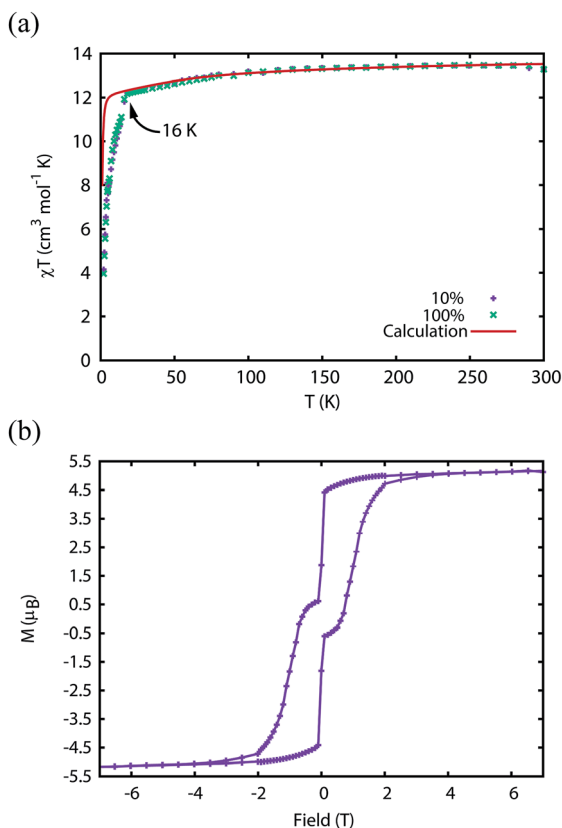 (a)
14
12
10
8
6
4
2
0
χT (cm³ mol⁻¹ K)
16 K
10%
100%
Calculation
0 50 100 150 200 250 300
T (K)
(b)
5.5
4.5
3.5
2.5
1.5
0.5
-0.5
-1.5
-2.5
-3.5
-4.5
-5.5
M (μB)
-6 -4 -2 0 2 4 6
Field (T)